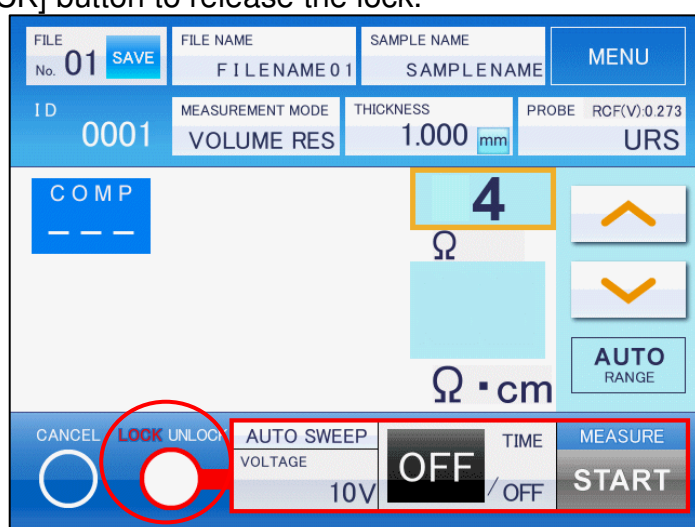 CK] button to release the lock.
FILE
No. 01 SAVE
FILE NAME
FILENAME01
SAMPLE NAME
SAMPLENAME
MENU
ID
0001
MEASUREMENT MODE
VOLUME RES
THICKNESS
1.000 mm
PROBE RCF(V):0.273
URS
COMP
---
4
Ω
Ω·cm
AUTO
RANGE
CANCEL LOCK UNLOCK
AUTO SWEEP
VOLTAGE
10V
OFF
TIME
/OFF
MEASURE
START